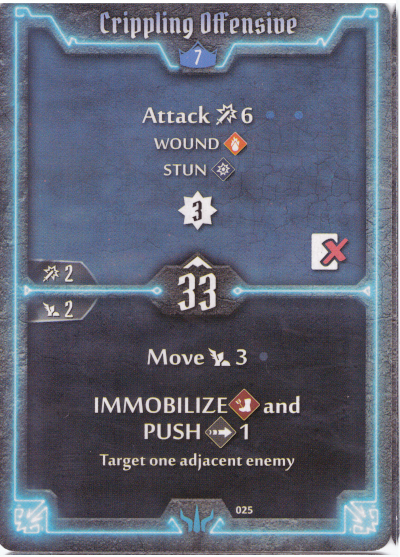 Crippling Offensive
7
Attack 6
WOUND
STUN
3
2
33
2
Move 3
IMMOBILIZE and
PUSH 1
Target one adjacent enemy
025